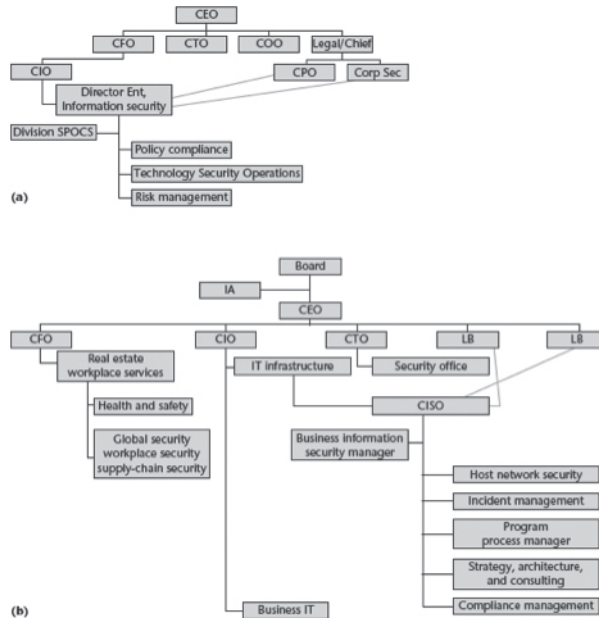 CEO
CFO
CTO
COO
Legal/Chief
CIO
CPO
Corp Sec
Director Ent,
Information security
Division SPOCS
Policy compliance
Technology Security Operations
Risk management
(a)
Board
IA
CEO
CFO
CIO
CTO
LB
LB
Real estate
workplace services
IT infrastructure
Security office
Health and safety
CISO
Global security
workplace security
supply-chain security
Business information
security manager
Host network security
Incident management
Program
process manager
Strategy, architecture,
and consulting
Business IT
Compliance management
(b)